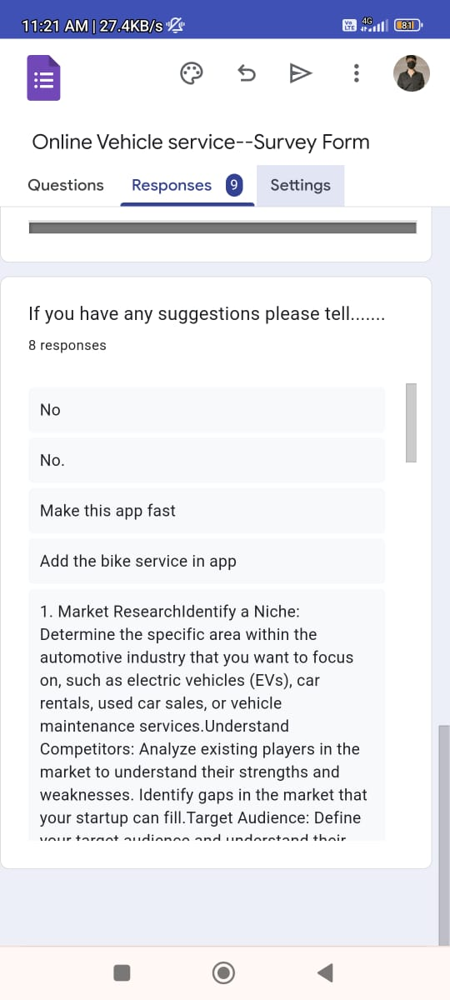 11:21 AM | 27.4KB/s
Vo LTE 4G 81
Online Vehicle service--Survey Form
Questions Responses 9 Settings
If you have any suggestions please tell.......
8 responses
No
No.
Make this app fast
Add the bike service in app
1. Market ResearchIdentify a Niche:
Determine the specific area within the
automotive industry that you want to focus
on, such as electric vehicles (EVs), car
rentals, used car sales, or vehicle
maintenance services.Understand
Competitors: Analyze existing players in the
market to understand their strengths and
weaknesses. Identify gaps in the market that
your startup can fill.Target Audience: Define
your target audience and understand their